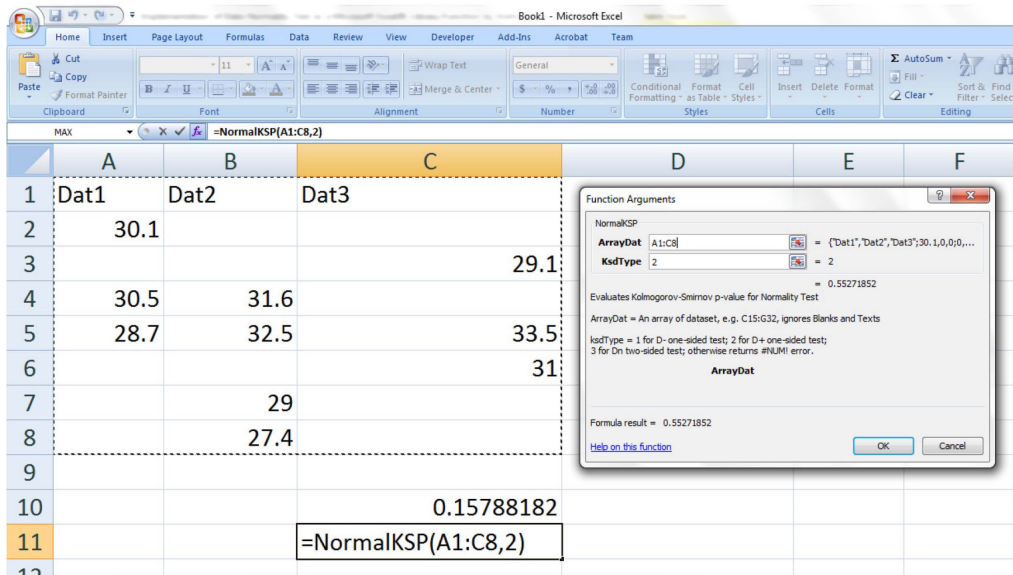 Book1 - Microsoft Excel
Home Insert Page Layout Formulas Data Review View Developer Add-Ins Acrobat Team
Cut
Copy
Format Painter
Paste
Clipboard
11 A A
B I U A
Font
Wrap Text
Merge & Center
Alignment
General
$ % , .0 .00 .00 .0
Number
Conditional Formatting
Format as Table
Cell Styles
Styles
Insert Delete Format
Cells
Σ AutoSum
Fill
Clear
Sort & Filter
Find
Editing
MAX fx =NormalKSP(A1:C8,2)
A B C D E F
1 Dat1 Dat2 Dat3
2 30.1
3 29.1
4 30.5 31.6
5 28.7 32.5 33.5
6 31
7 29
8 27.4
9
10 0.15788182
11 =NormalKSP(A1:C8,2)
12
Function Arguments
NormalKSP
ArrayDat A1:C8 = {"Dat1","Dat2","Dat3";30.1,0,0;0,...
KsdType 2 = 2
= 0.55271852
Evaluates Kolmogorov-Smirnov p-value for Normality Test
ArrayDat = An array of dataset, e.g. C15:G32, ignores Blanks and Texts
ksdType = 1 for D- one-sided test; 2 for D+ one-sided test;
3 for Dn two-sided test; otherwise returns #NUM! error.
ArrayDat
Formula result = 0.55271852
Help on this function
OK Cancel